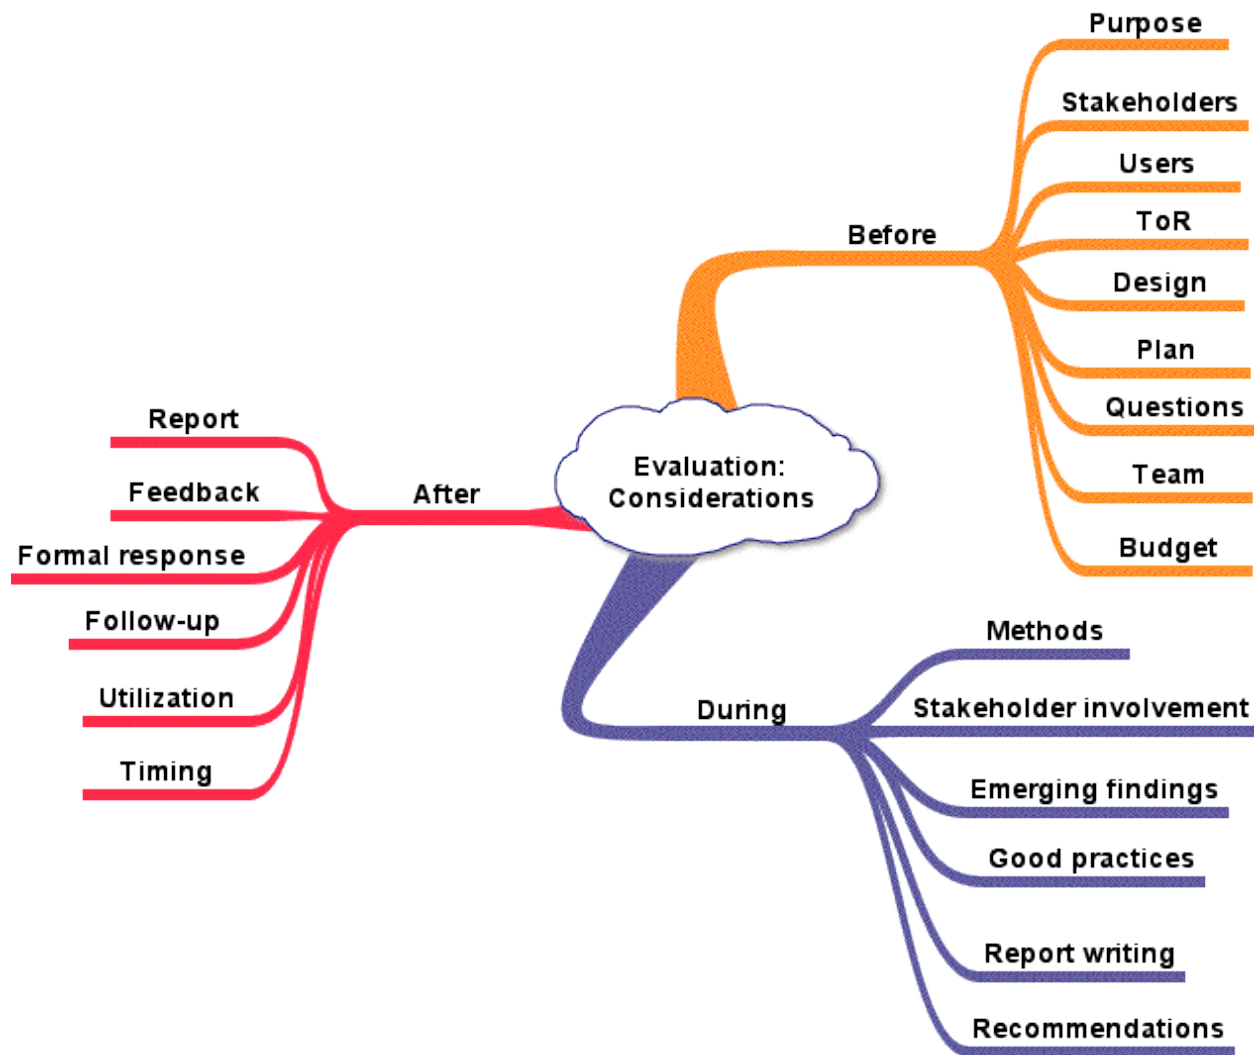 Evaluation:
Considerations
Before
Purpose
Stakeholders
Users
ToR
Design
Plan
Questions
Team
Budget
During
Methods
Stakeholder involvement
Emerging findings
Good practices
Report writing
Recommendations
After
Report
Feedback
Formal response
Follow-up
Utilization
Timing